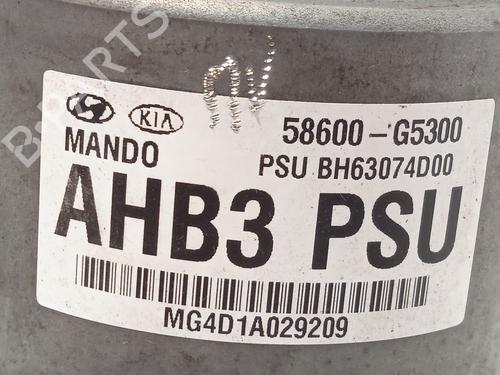 KIA
58600-G5300
MANDO
PSU BH63074D00
AHB3 PSU
MG4D1A029209